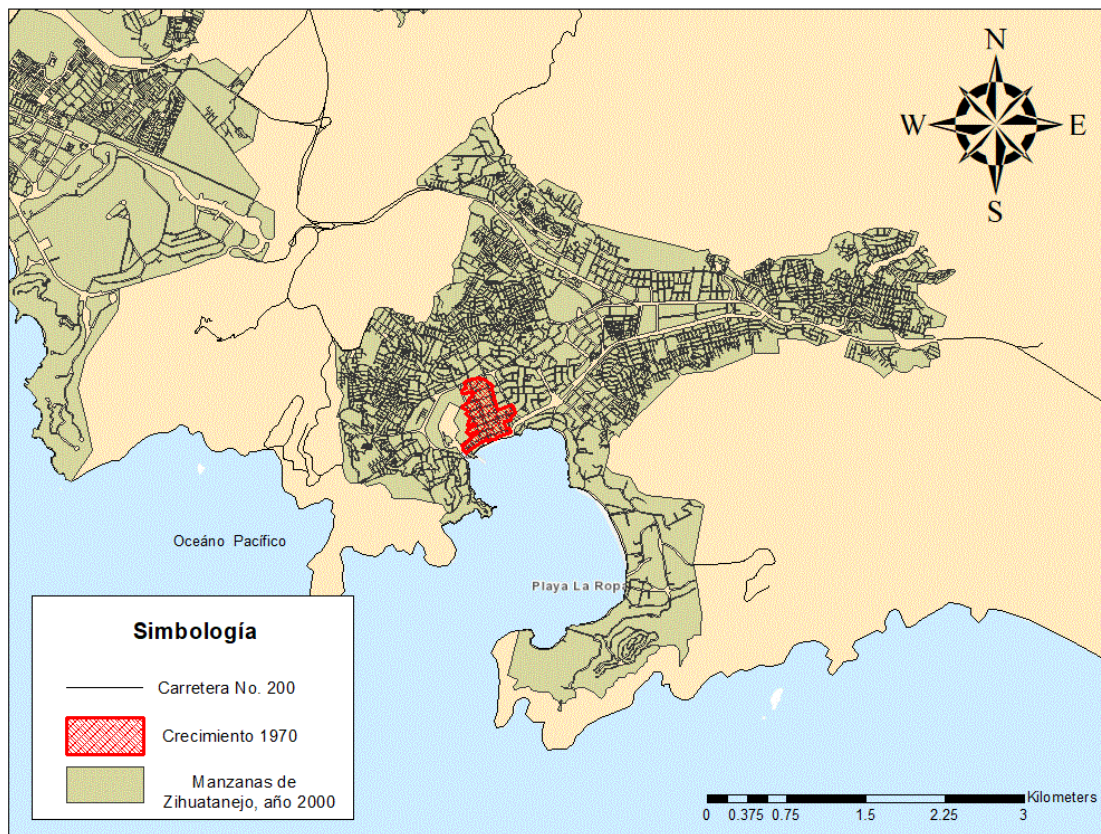 N
W E
S
Oceáno Pacífico
Playa La Ropa
Simbología
Carretera No. 200
Crecimiento 1970
Manzanas de
Zihuatanejo, año 2000
Kilometers
0 0.375 0.75 1.5 2.25 3